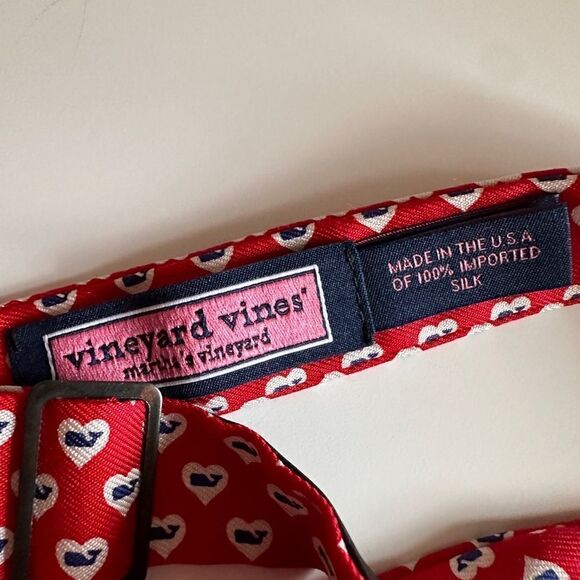 vineyard vines®
martha's vineyard
MADE IN THE U.S.A.
OF 100% IMPORTED
SILK